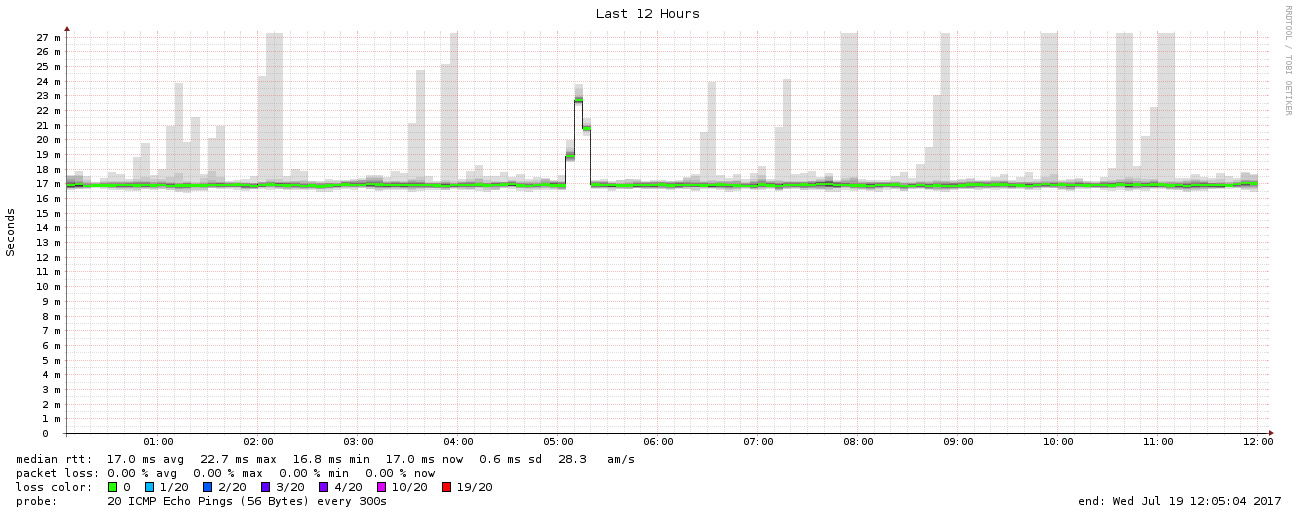 Last 12 Hours
RRDTOOL / TOBI OETIKER
27 m
26 m
25 m
24 m
23 m
22 m
21 m
20 m
19 m
18 m
17 m
16 m
15 m
14 m
13 m
12 m
11 m
10 m
9 m
8 m
7 m
6 m
5 m
4 m
3 m
2 m
1 m
0
Seconds
01:00 02:00 03:00 04:00 05:00 06:00 07:00 08:00 09:00 10:00 11:00 12:00
median rtt: 17.0 ms avg 22.7 ms max 16.8 ms min 17.0 ms now 0.6 ms sd 28.3 am/s
packet loss: 0.00 % avg 0.00 % max 0.00 % min 0.00 % now
loss color: 0 1/20 2/20 3/20 4/20 10/20 19/20
probe: 20 ICMP Echo Pings (56 Bytes) every 300s
end: Wed Jul 19 12:05:04 2017